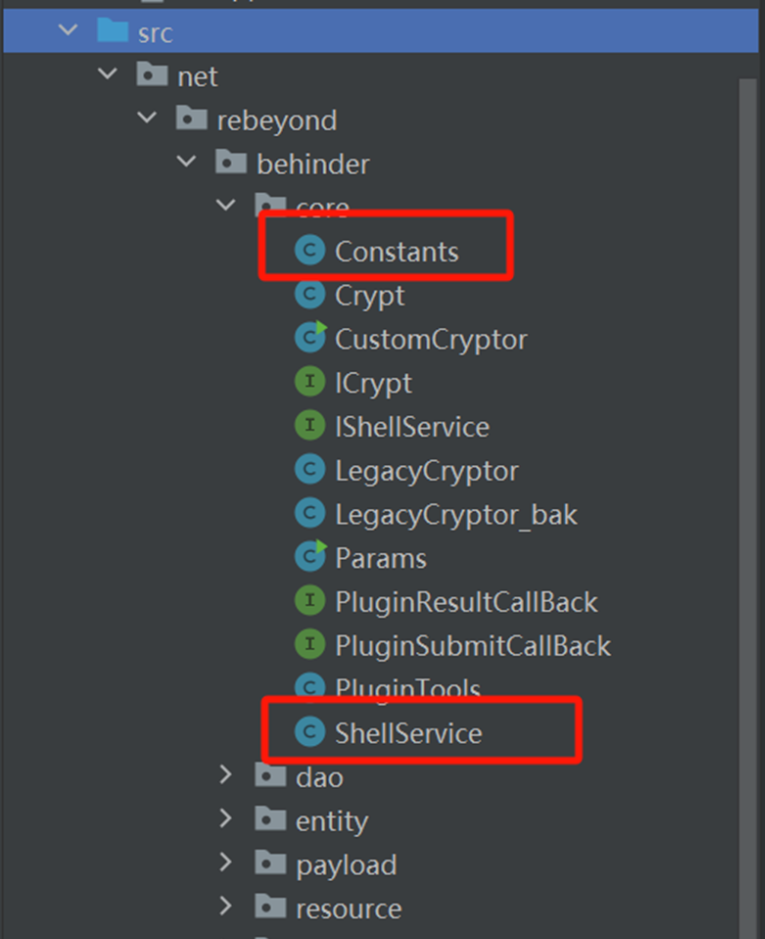 src
net
rebeyond
behinder
core
C Constants
C Crypt
C CustomCryptor
I ICrypt
I IShellService
C LegacyCryptor
C LegacyCryptor_bak
C Params
I PluginResultCallBack
I PluginSubmitCallBack
C PluginTools
C ShellService
dao
entity
payload
resource